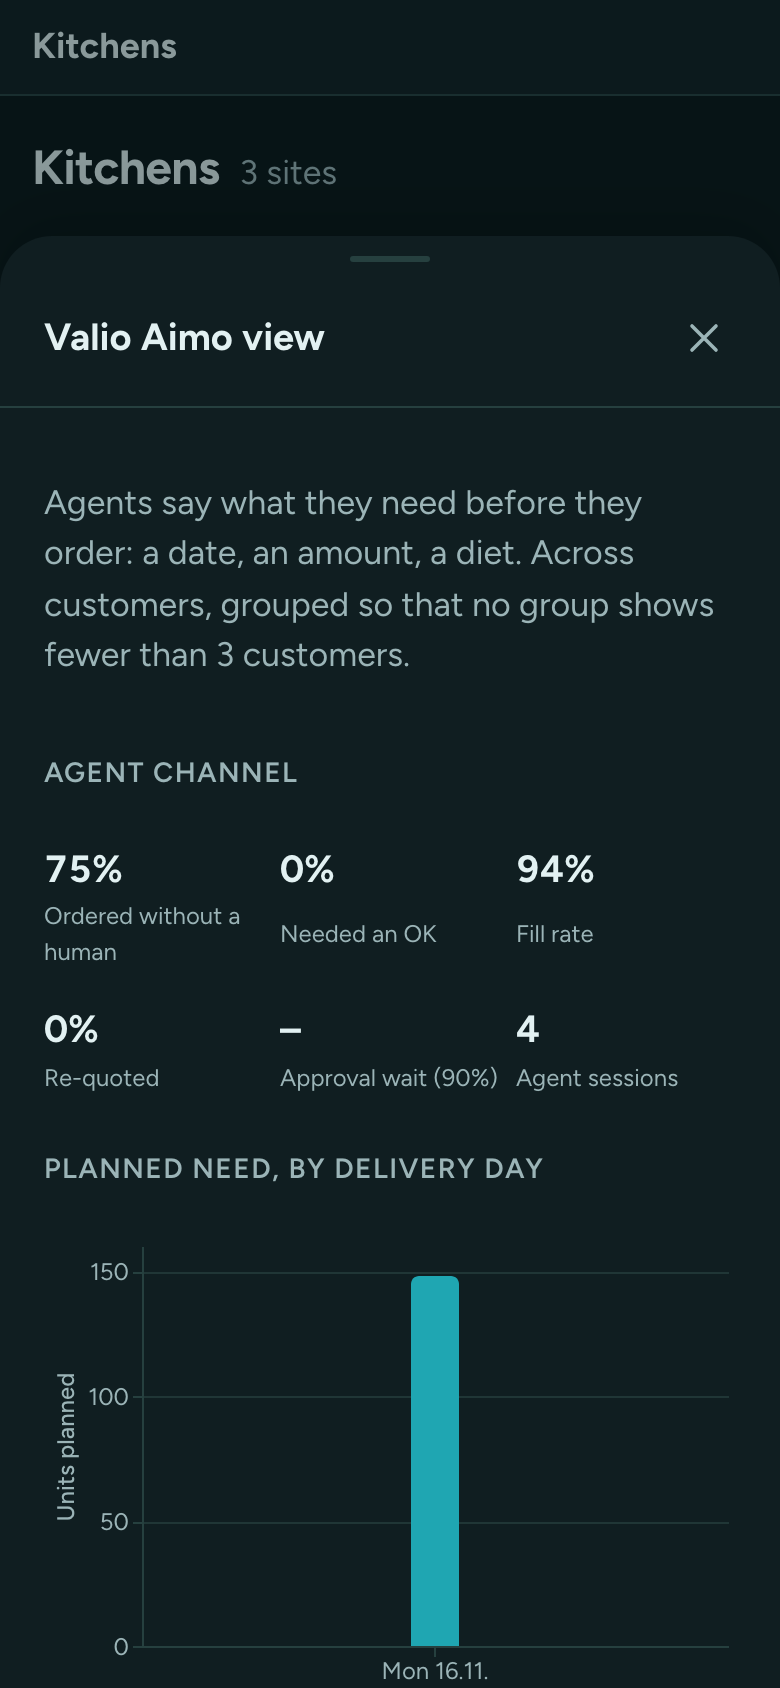 Kitchens
Kitchens 3 sites
Valio Aimo view
Agents say what they need before they
order: a date, an amount, a diet. Across
customers, grouped so that no group shows
fewer than 3 customers.
AGENT CHANNEL
75%
Ordered without a
human
0%
Needed an OK
94%
Fill rate
0%
Re-quoted
–
Approval wait (90%)
4
Agent sessions
PLANNED NEED, BY DELIVERY DAY
Units planned
150
100
50
0
Mon 16.11.